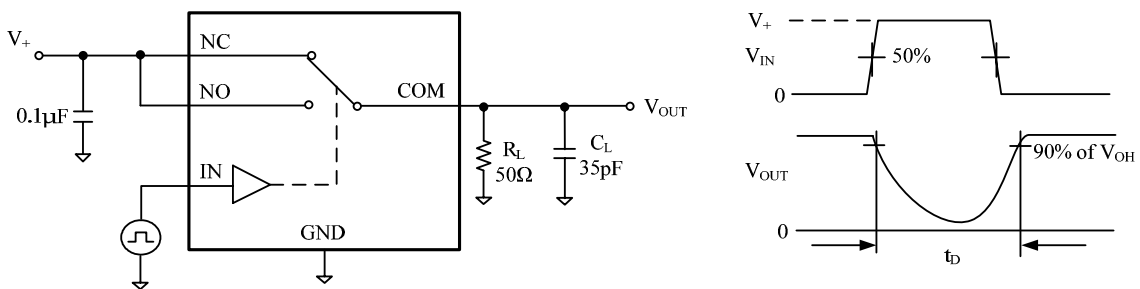 V+
NC
NO
COM
0.1μF
IN
GND
RL
50Ω
CL
35pF
VOUT
V+
VIN
50%
0
90% of VOH
VOUT
0
tD